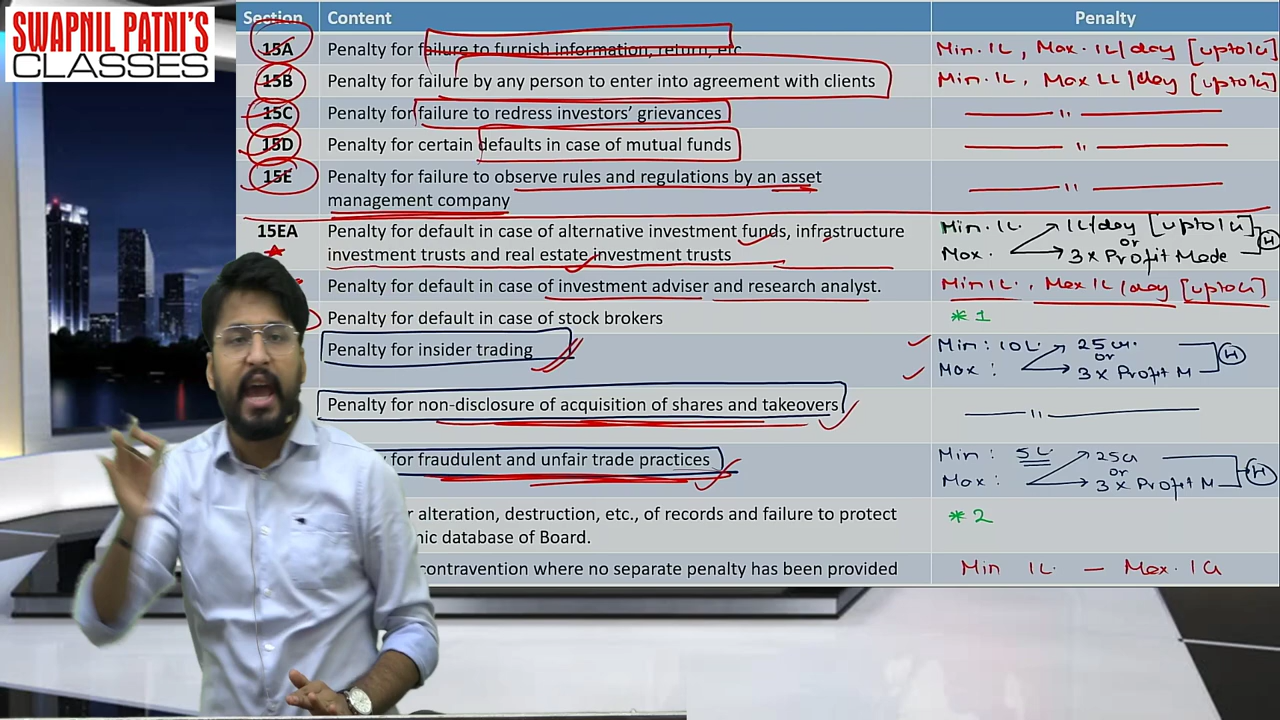 SWAPNIL PATNI'S
CLASSES
Section Content Penalty
15A Penalty for failure to furnish information, return, etc Min. 1L, Max. 1L/day [upto 1cr]
15B Penalty for failure by any person to enter into agreement with clients Min. 1L, Max 1L/day [upto 1cr]
15C Penalty for failure to redress investors' grievances — " —
15D Penalty for certain defaults in case of mutual funds — " —
15E Penalty for failure to observe rules and regulations by an asset — " —
management company
15EA Penalty for default in case of alternative investment funds, infrastructure Min. 1L. 1L/day [upto 1cr]
or
investment trusts and real estate investment trusts Max. 3 x Profit Made (H)
Penalty for default in case of investment adviser and research analyst. Min 1L. , Max 1L/day [upto 1cr]
Penalty for default in case of stock brokers *1
Penalty for insider trading Min: 10L 25 cr.
or
Max: 3 x Profit M (H)
Penalty for non-disclosure of acquisition of shares and takeovers — " —
for fraudulent and unfair trade practices Min: 5L 25cr
or
Max: 3 x Profit M (H)
alteration, destruction, etc., of records and failure to protect *2
database of Board.
contravention where no separate penalty has been provided Min 1L. — Max. 1cr